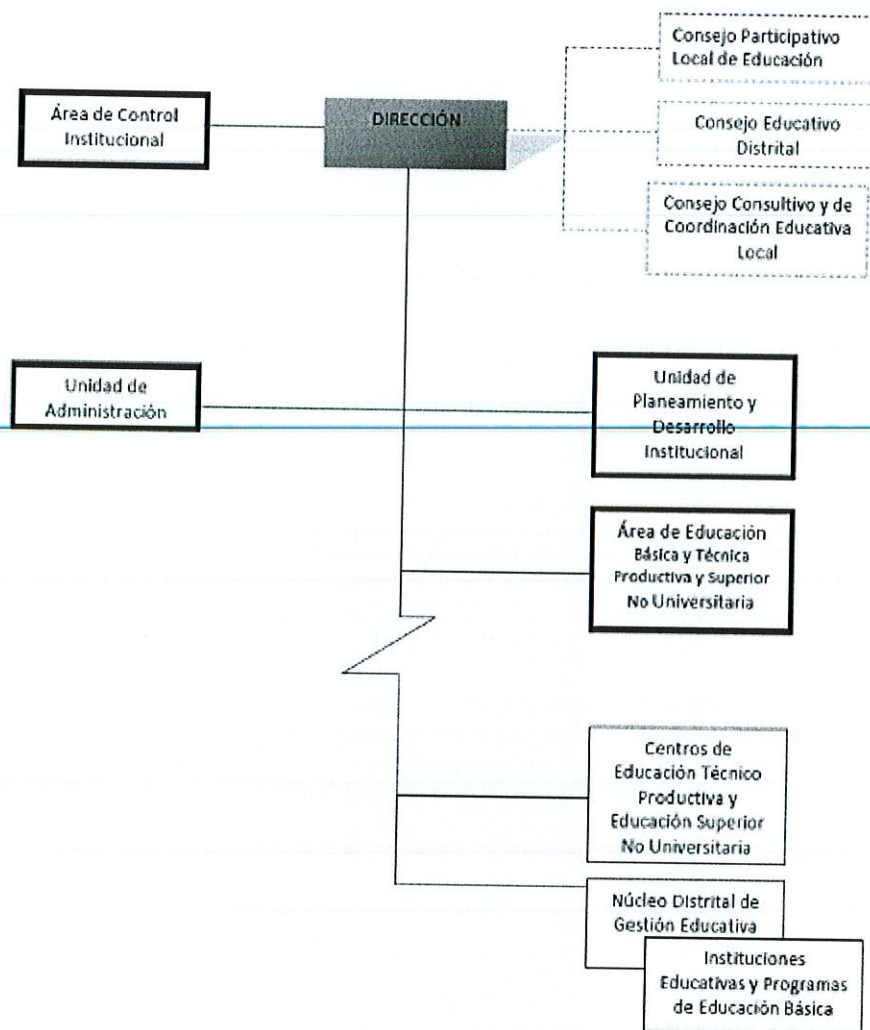 Consejo Participativo
Local de Educación
Área de Control
Institucional
DIRECCIÓN
Consejo Educativo
Distrital
Consejo Consultivo y de
Coordinación Educativa
Local
Unidad de
Administración
Unidad de
Planeamiento y
Desarrollo
Institucional
Área de Educación
Básica y Técnica
Productiva y Superior
No Universitaria
Centros de
Educación Técnico
Productiva y
Educación Superior
No Universitaria
Núcleo Distrital de
Gestión Educativa
Instituciones
Educativas y Programas
de Educación Básica